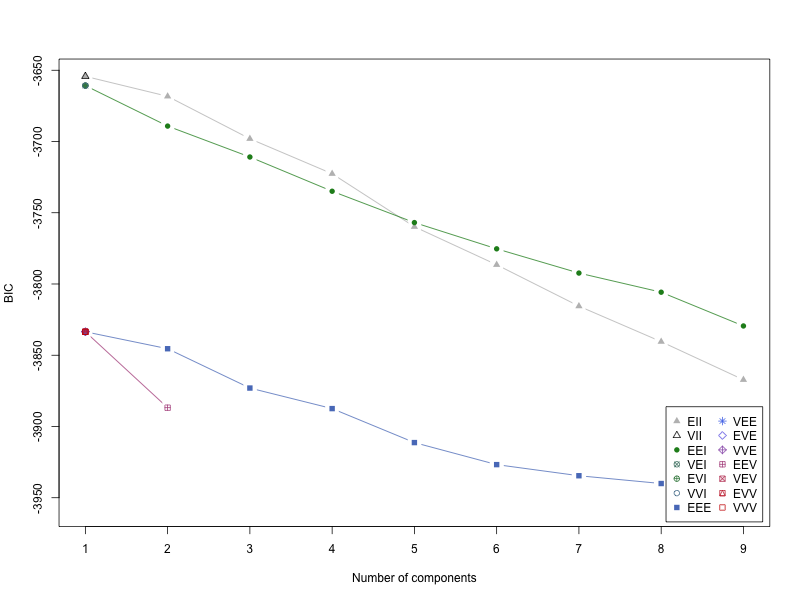 -3650
-3700
-3750
-3800
-3850
-3900
-3950
BIC
1 2 3 4 5 6 7 8 9
Number of components
EII VEE
VII EVE
EEI VVE
VEI EEV
EVI VEV
VVI EVV
EEE VVV